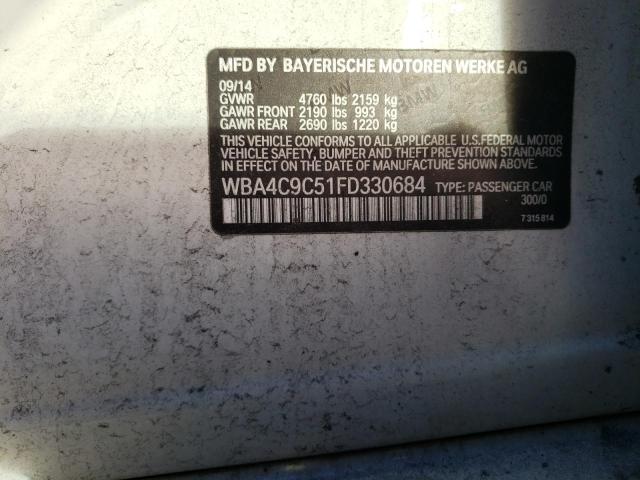 MFD BY BAYERISCHE MOTOREN WERKE AG
09/14
GVWR 4760 lbs 2159 kg
GAWR FRONT 2190 lbs 993 kg
GAWR REAR 2690 lbs 1220 kg
THIS VEHICLE CONFORMS TO ALL APPLICABLE U.S.FEDERAL MOTOR
VEHICLE SAFETY, BUMPER AND THEFT PREVENTION STANDARDS
IN EFFECT ON THE DATE OF MANUFACTURE SHOWN ABOVE.
WBA4C9C51FD330684 TYPE: PASSENGER CAR
300/0
7 315 814